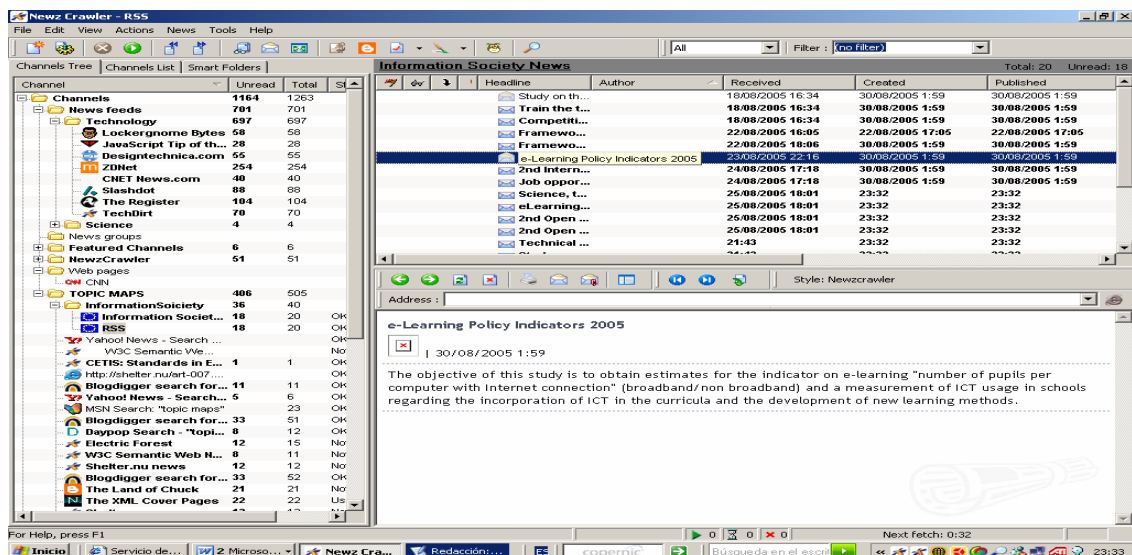 Newz Crawler - RSS
File Edit View Actions News Tools Help
All Filter : (no filter)
Channels Tree Channels List Smart Folders
Information Society News Total: 20 Unread: 18
Channel Unread Total St
Channels 1164 1263
News feeds 701 701
Technology 697 697
Lockergnome Bytes 58 58
JavaScript Tip of th... 28 28
Designtechnica.com 55 55
ZDNet 254 254
CNET News.com 40 40
Slashdot 88 88
The Register 104 104
TechDirt 70 70
Science 4 4
News groups
Featured Channels 6 6
NewzCrawler 51 51
Web pages
CNN
TOPIC MAPS 406 505
InformationSoiciety 36 40
Information Societ... 18 20 OK
RSS 18 20 OK
Yahoo! News - Search ... OK
W3C Semantic We... No
CETIS: Standards in E... 1 1 No
http://shelter.nu/art-007.... OK
Blogdigger search for... 11 11 OK
Yahoo! News - Search... 5 6 OK
MSN Search: "topic maps" 23 OK
Blogdigger search for... 33 51 OK
Daypop Search - "topi... 8 12 OK
Electric Forest 12 15 No
W3C Semantic Web N... 8 11 No
Shelter.nu news 12 12 No
Blogdigger search for... 33 52 OK
The Land of Chuck 21 21 No
The XML Cover Pages 22 22 Us
Headline Author Received Created Published
Study on th... 18/08/2005 16:34 30/08/2005 1:59 30/08/2005 1:59
Train the t... 18/08/2005 16:34 30/08/2005 1:59 30/08/2005 1:59
Competiti... 18/08/2005 16:34 30/08/2005 1:59 30/08/2005 1:59
Framewo... 22/08/2005 16:05 22/08/2005 17:05 22/08/2005 17:05
Framewo... 22/08/2005 18:06 30/08/2005 1:59 30/08/2005 1:59
e-Learning Policy Indicators 2005 23/08/2005 22:16 30/08/2005 1:59 30/08/2005 1:59
2nd Intern... 24/08/2005 17:18 30/08/2005 1:59 30/08/2005 1:59
Job oppor... 24/08/2005 17:18 30/08/2005 1:59 30/08/2005 1:59
Science, t... 25/08/2005 18:01 23:32 23:32
eLearning... 25/08/2005 18:01 23:32 23:32
2nd Open ... 25/08/2005 18:01 23:32 23:32
2nd Open ... 25/08/2005 18:01 23:32 23:32
Technical ... 21:43 23:32 23:32
Style: Newzcrawler
Address :
e-Learning Policy Indicators 2005
| 30/08/2005 1:59
The objective of this study is to obtain estimates for the indicator on e-learning "number of pupils per
computer with Internet connection" (broadband/non broadband) and a measurement of ICT usage in schools
regarding the incorporation of ICT in the curricula and the development of new learning methods.
For Help, press F1 0 0 0 Next fetch: 0:32
Inicio Servicio de... 2 Microso... Newz Cra... Redacción:... ES copernic Búsqueda en el escrit 23:33